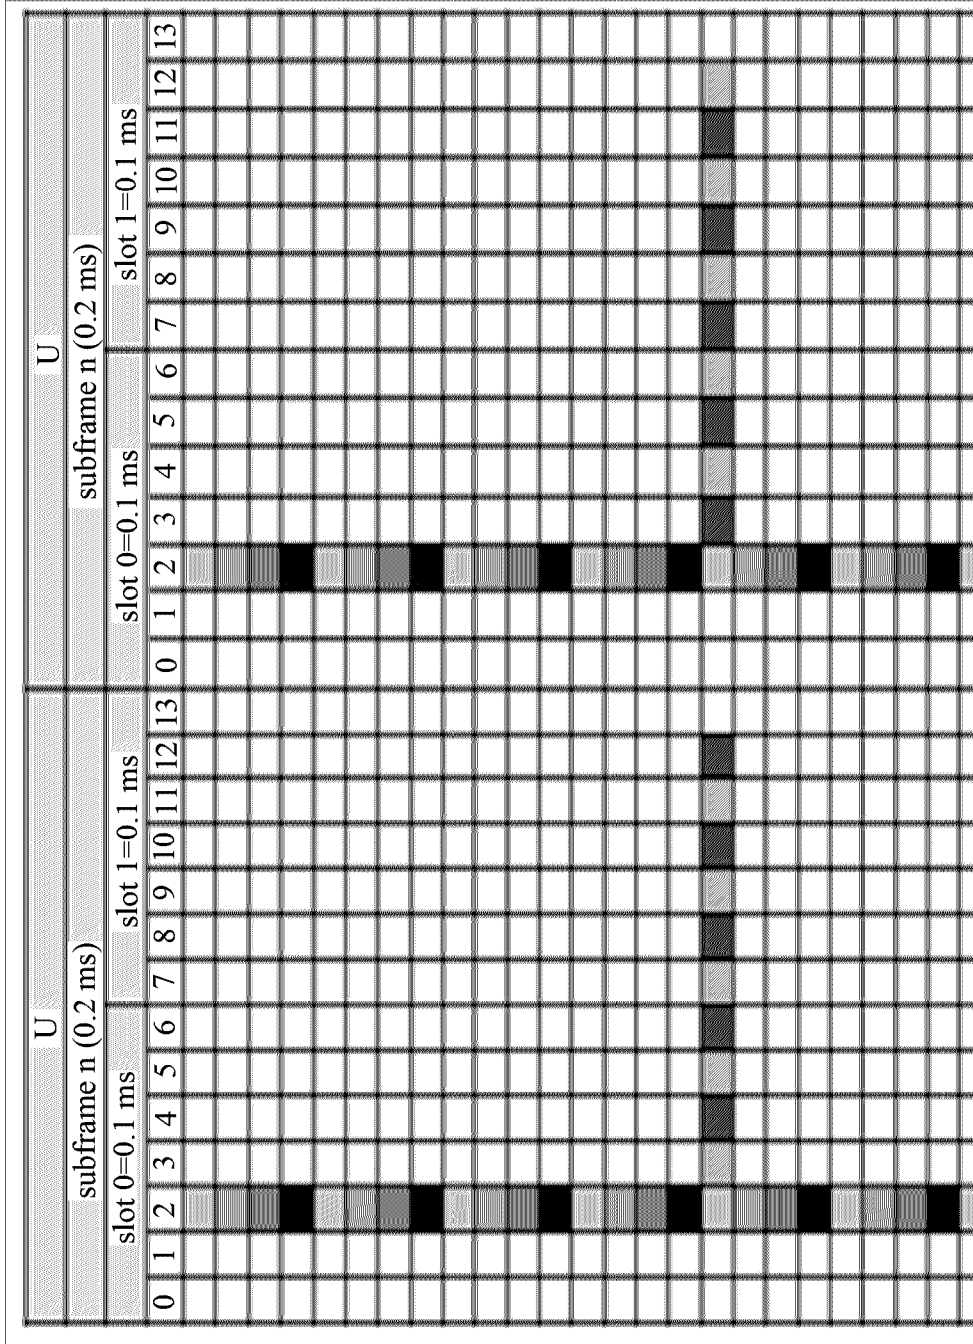 U U
subframe n (0.2 ms) subframe n (0.2 ms)
slot 0=0.1 ms slot 1=0.1 ms slot 0=0.1 ms slot 1=0.1 ms
0 1 2 3 4 5 6 7 8 9 10 11 12 13 0 1 2 3 4 5 6 7 8 9 10 11 12 13